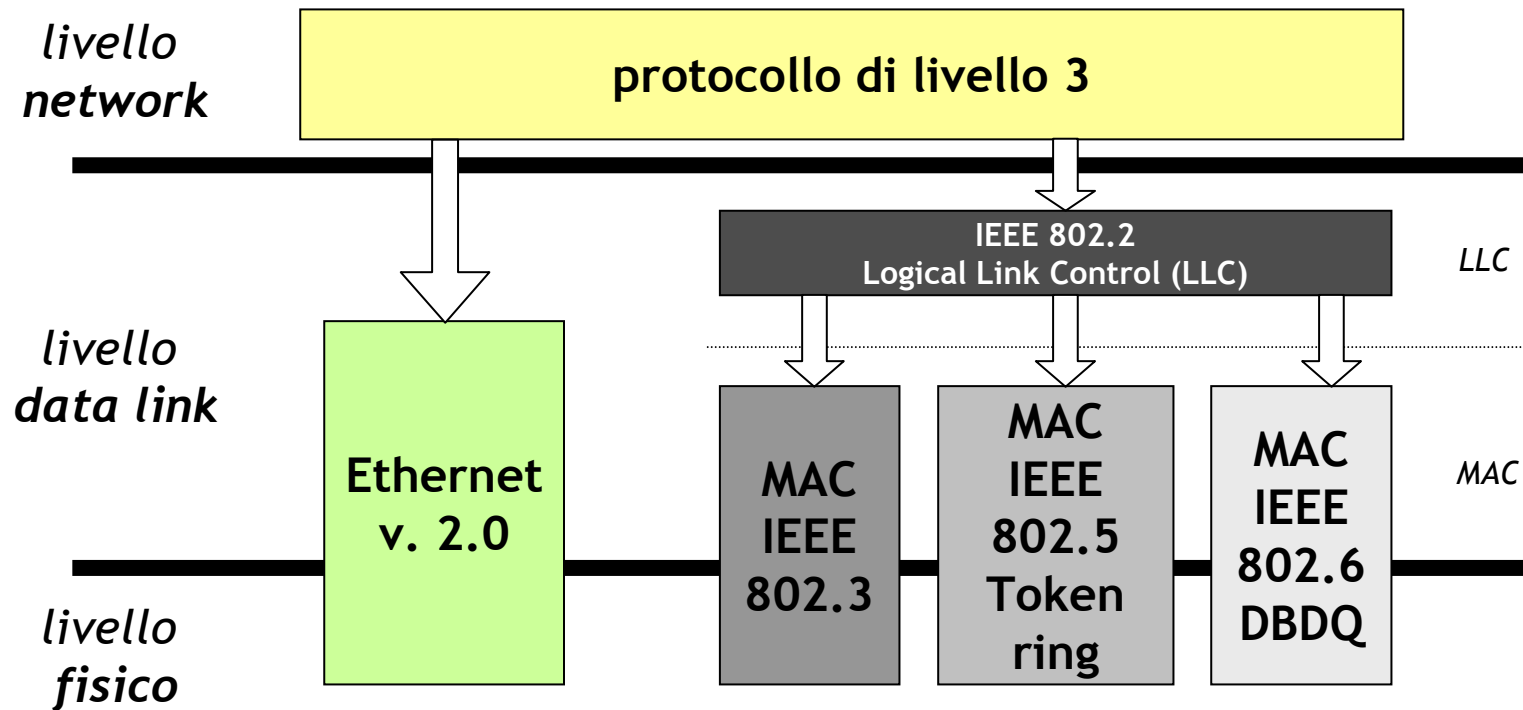 livello
network
protocollo di livello 3
IEEE 802.2
Logical Link Control (LLC)
LLC
livello
data link
Ethernet
v. 2.0
MAC
IEEE
802.3
MAC
IEEE
802.5
Token
ring
MAC
IEEE
802.6
DBDQ
MAC
livello
fisico